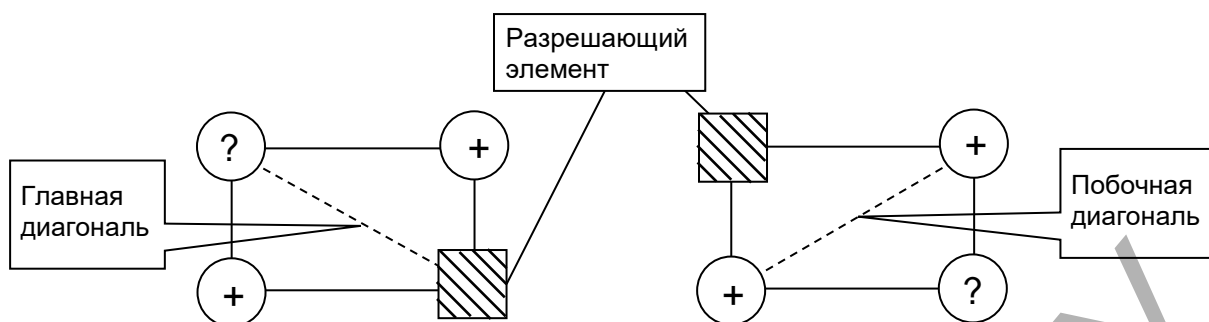 Разрешающий
элемент
? + +
Главная
диагональ
Побочная
диагональ
+ + ?